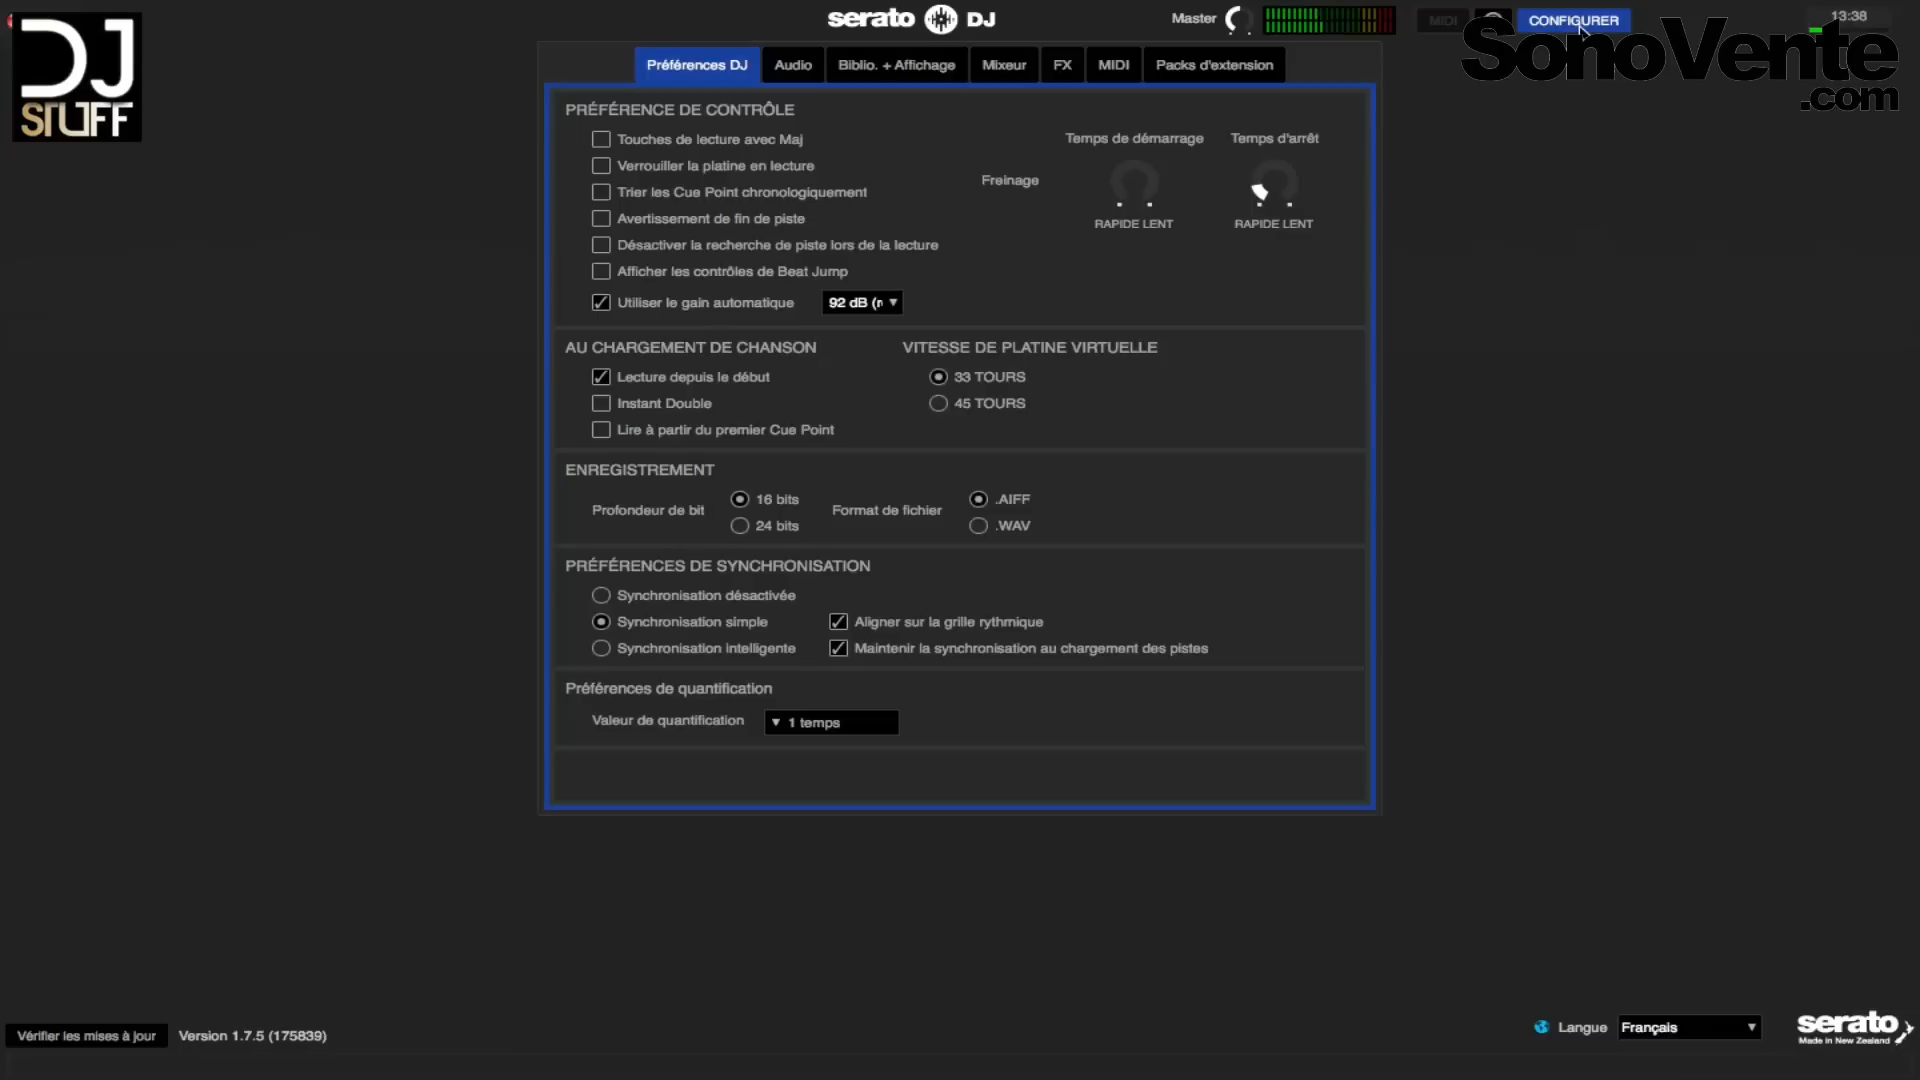 DJ
STUFF
serato DJ
Master
MIDI
CONFIGURER
13:38
SonoVente
.com
Préférences DJ
Audio
Biblio. + Affichage
Mixeur
FX
MIDI
Packs d'extension
PRÉFÉRENCE DE CONTRÔLE
Touches de lecture avec Maj
Verrouiller la platine en lecture
Trier les Cue Point chronologiquement
Avertissement de fin de piste
Désactiver la recherche de piste lors de la lecture
Afficher les contrôles de Beat Jump
Utiliser le gain automatique
92 dB (r
Freinage
Temps de démarrage
Temps d'arrêt
RAPIDE LENT
RAPIDE LENT
AU CHARGEMENT DE CHANSON
Lecture depuis le début
Instant Double
Lire à partir du premier Cue Point
VITESSE DE PLATINE VIRTUELLE
33 TOURS
45 TOURS
ENREGISTREMENT
Profondeur de bit
16 bits
24 bits
Format de fichier
.AIFF
.WAV
PRÉFÉRENCES DE SYNCHRONISATION
Synchronisation désactivée
Synchronisation simple
Synchronisation intelligente
Aligner sur la grille rythmique
Maintenir la synchronisation au chargement des pistes
Préférences de quantification
Valeur de quantification
1 temps
Vérifier les mises à jour
Version 1.7.5 (175839)
Langue
Français
serato
Made in New Zealand